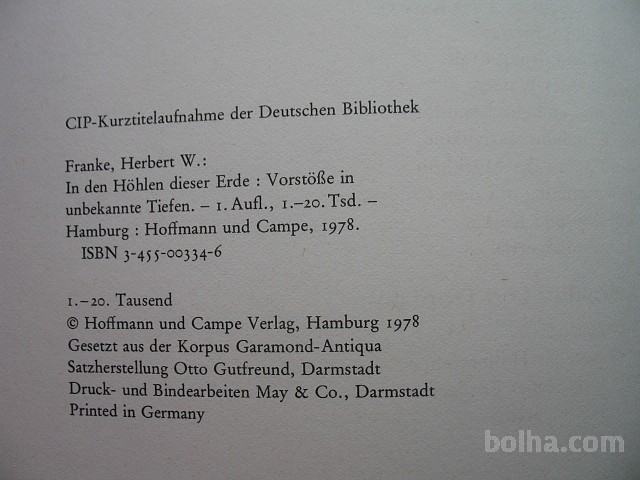 CIP-Kurztitelaufnahme der Deutschen Bibliothek
Franke, Herbert W.:
In den Höhlen dieser Erde : Vorstöße in
unbekannte Tiefen. – 1. Aufl., 1.–20. Tsd. –
Hamburg : Hoffmann und Campe, 1978.
ISBN 3-455-00334-6
1.–20. Tausend
© Hoffmann und Campe Verlag, Hamburg 1978
Gesetzt aus der Korpus Garamond-Antiqua
Satzherstellung Otto Gutfreund, Darmstadt
Druck- und Bindearbeiten May & Co., Darmstadt
Printed in Germany
bolha.com